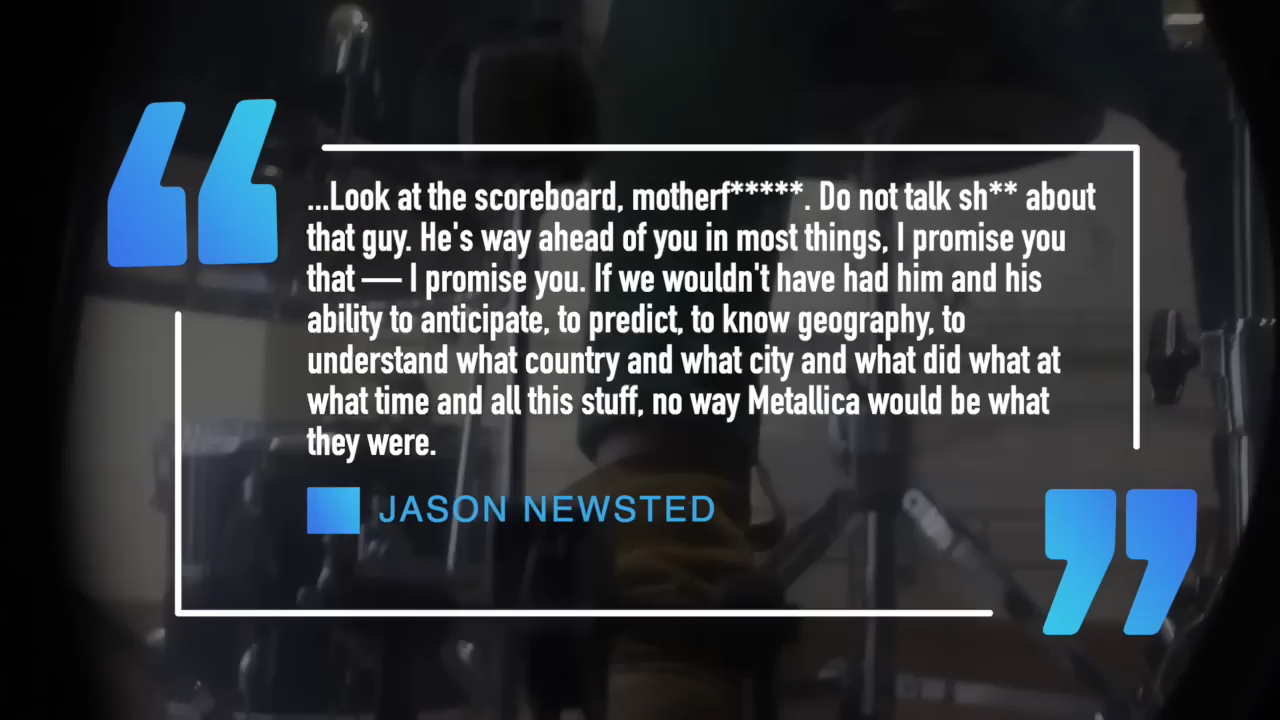 ...Look at the scoreboard, motherf*****. Do not talk sh** about
that guy. He's way ahead of you in most things, I promise you
that — I promise you. If we wouldn't have had him and his
ability to anticipate, to predict, to know geography, to
understand what country and what city and what did what at
what time and all this stuff, no way Metallica would be what
they were.
JASON NEWSTED